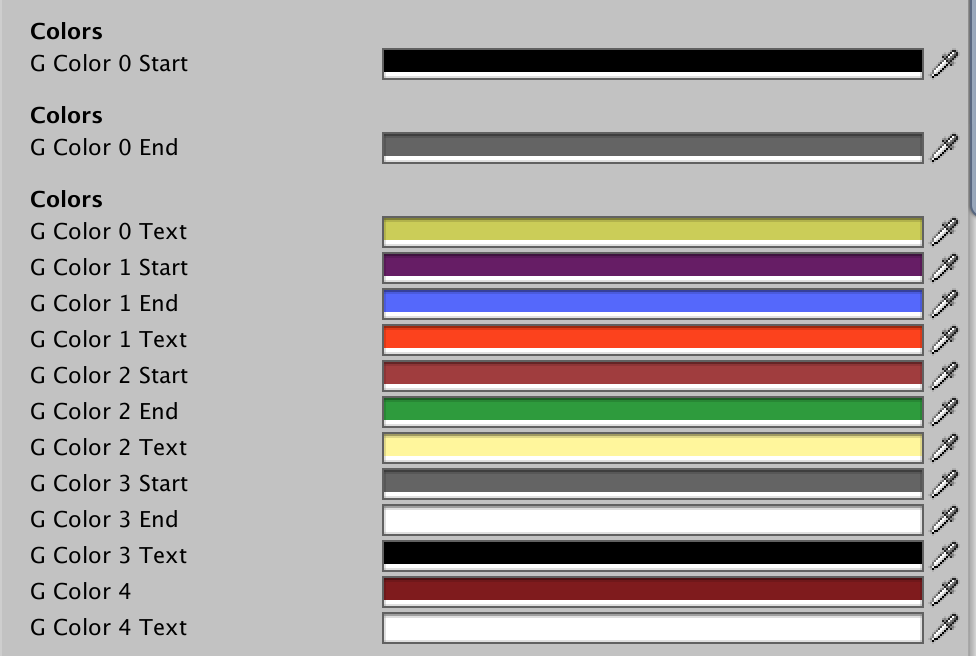 Colors
G Color 0 Start
Colors
G Color 0 End
Colors
G Color 0 Text
G Color 1 Start
G Color 1 End
G Color 1 Text
G Color 2 Start
G Color 2 End
G Color 2 Text
G Color 3 Start
G Color 3 End
G Color 3 Text
G Color 4
G Color 4 Text